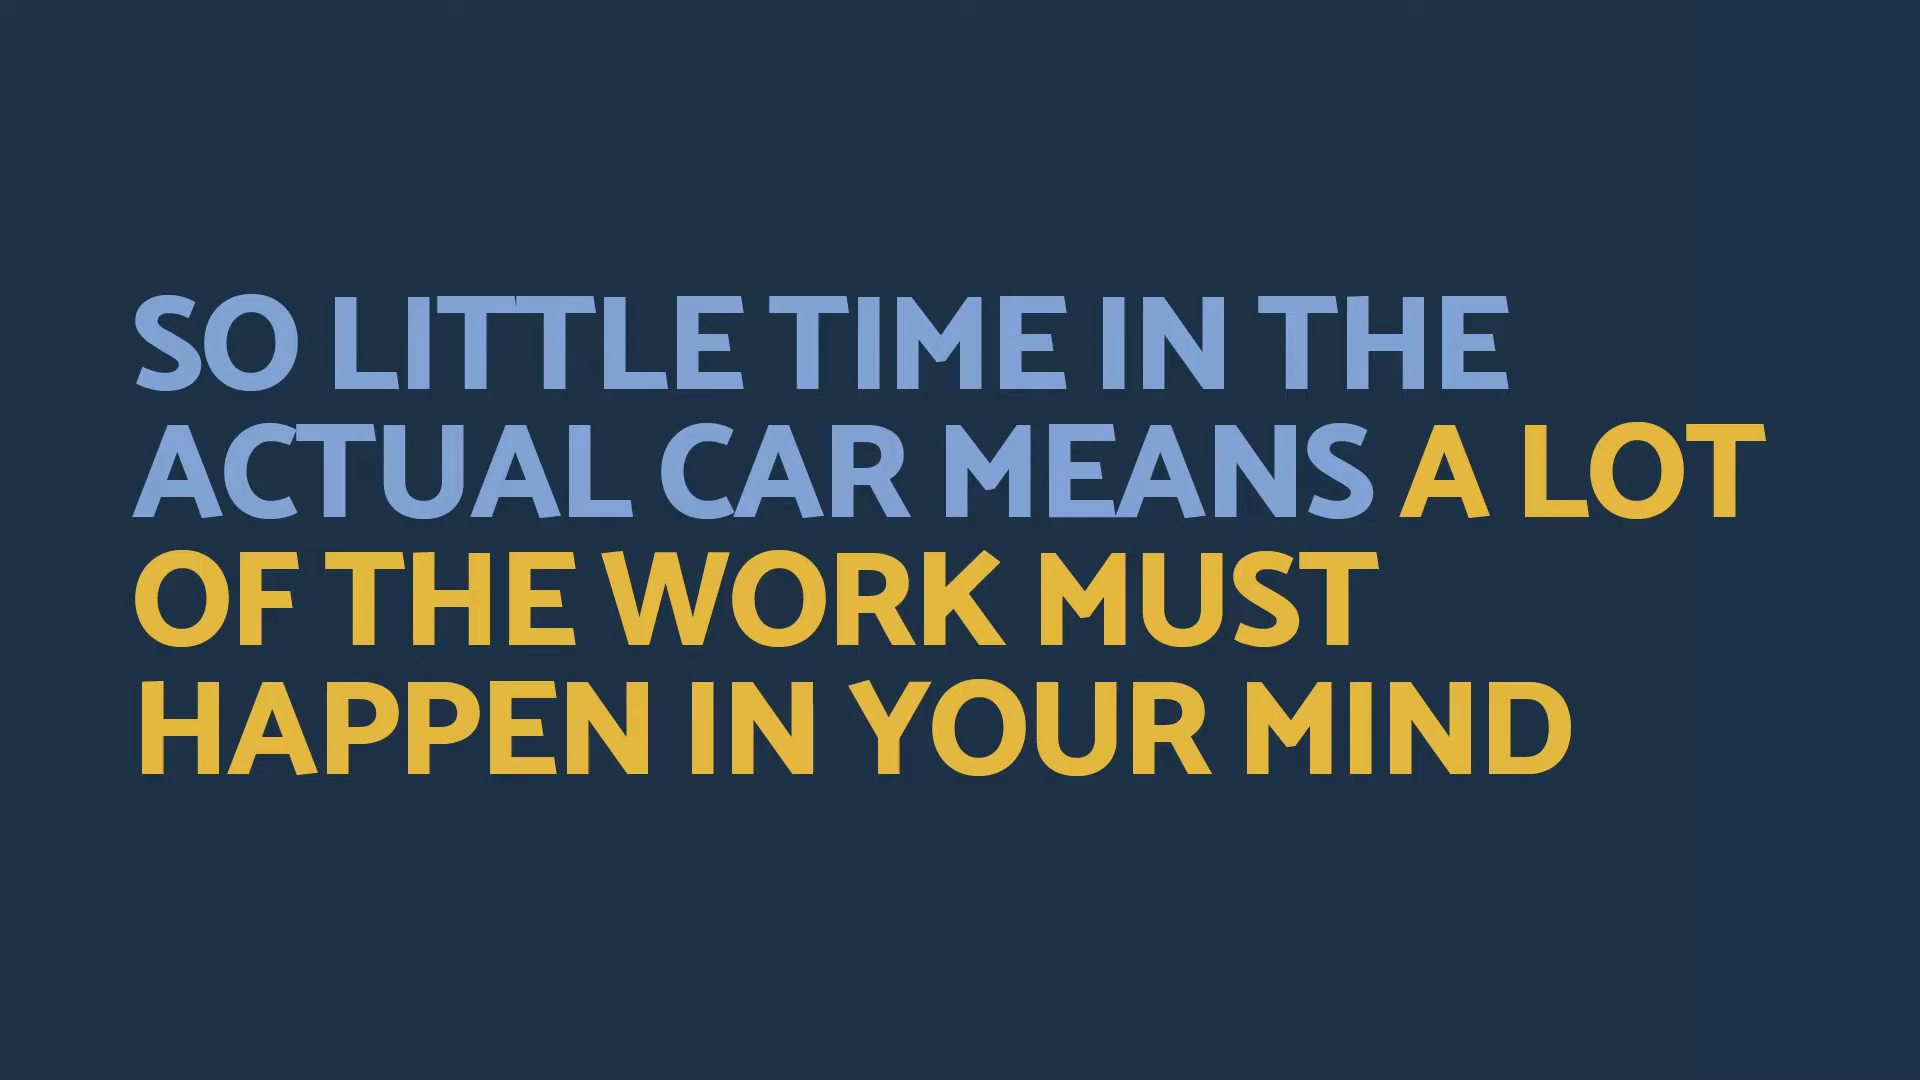 SO LITTLE TIME IN THE
ACTUAL CAR MEANS A LOT
OF THE WORK MUST
HAPPEN IN YOUR MIND